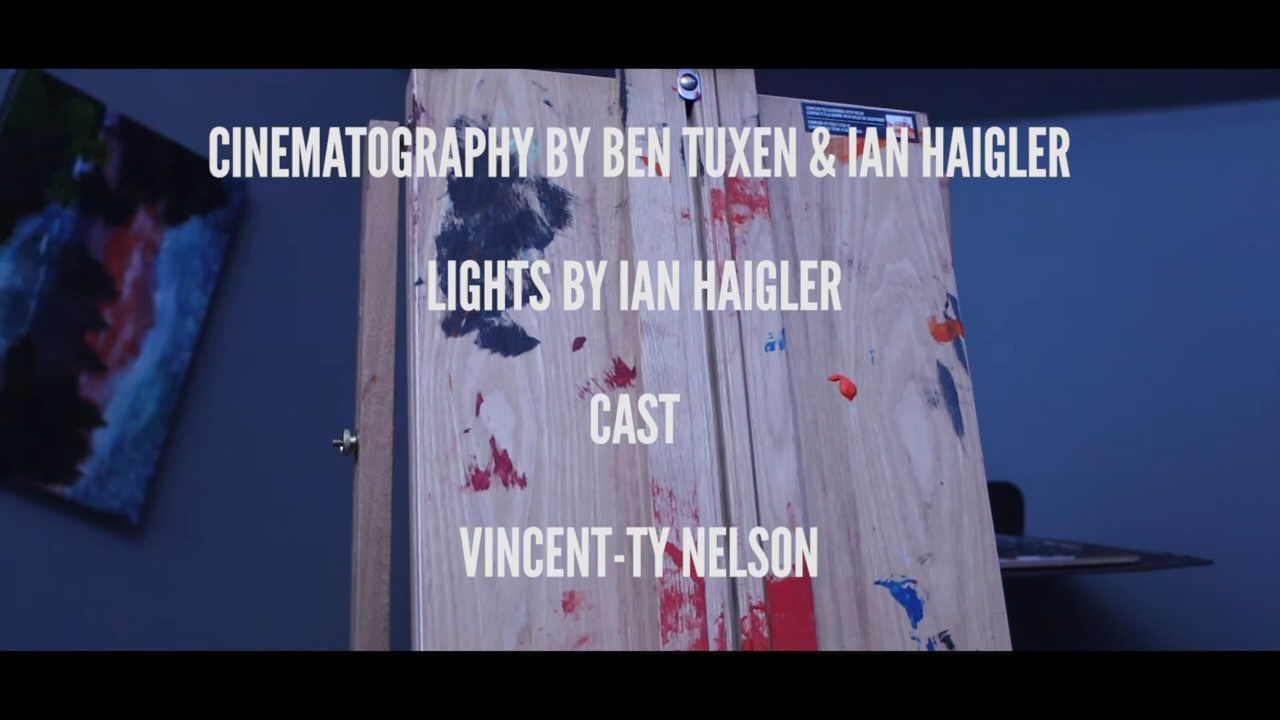 CINEMATOGRAPHY BY BEN TUXEN & IAN HAIGLER
LIGHTS BY IAN HAIGLER
CAST
VINCENT-TY NELSON